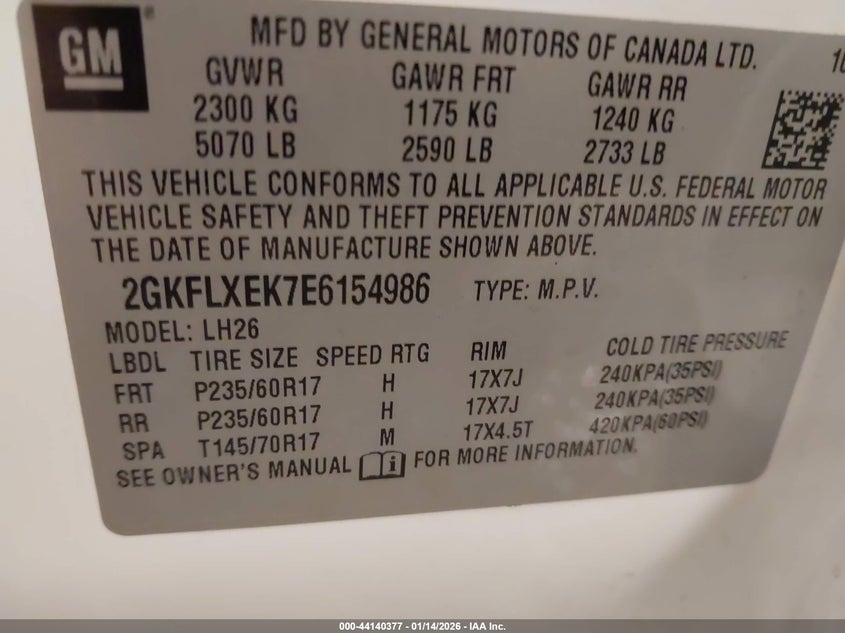 GM
MFD BY GENERAL MOTORS OF CANADA LTD.
GVWR GAWR FRT GAWR RR
2300 KG 1175 KG 1240 KG
5070 LB 2590 LB 2733 LB
THIS VEHICLE CONFORMS TO ALL APPLICABLE U.S. FEDERAL MOTOR
VEHICLE SAFETY AND THEFT PREVENTION STANDARDS IN EFFECT ON
THE DATE OF MANUFACTURE SHOWN ABOVE.
2GKFLXEK7E6154986 TYPE: M.P.V.
MODEL: LH26
LBDL TIRE SIZE SPEED RTG RIM COLD TIRE PRESSURE
FRT P235/60R17 H 17X7J 240KPA(35PSI)
RR P235/60R17 H 17X7J 240KPA(35PSI)
SPA T145/70R17 M 17X4.5T 420KPA(60PSI)
SEE OWNER'S MANUAL FOR MORE INFORMATION.
000-44140377 - 01/14/2026 - IAA Inc.